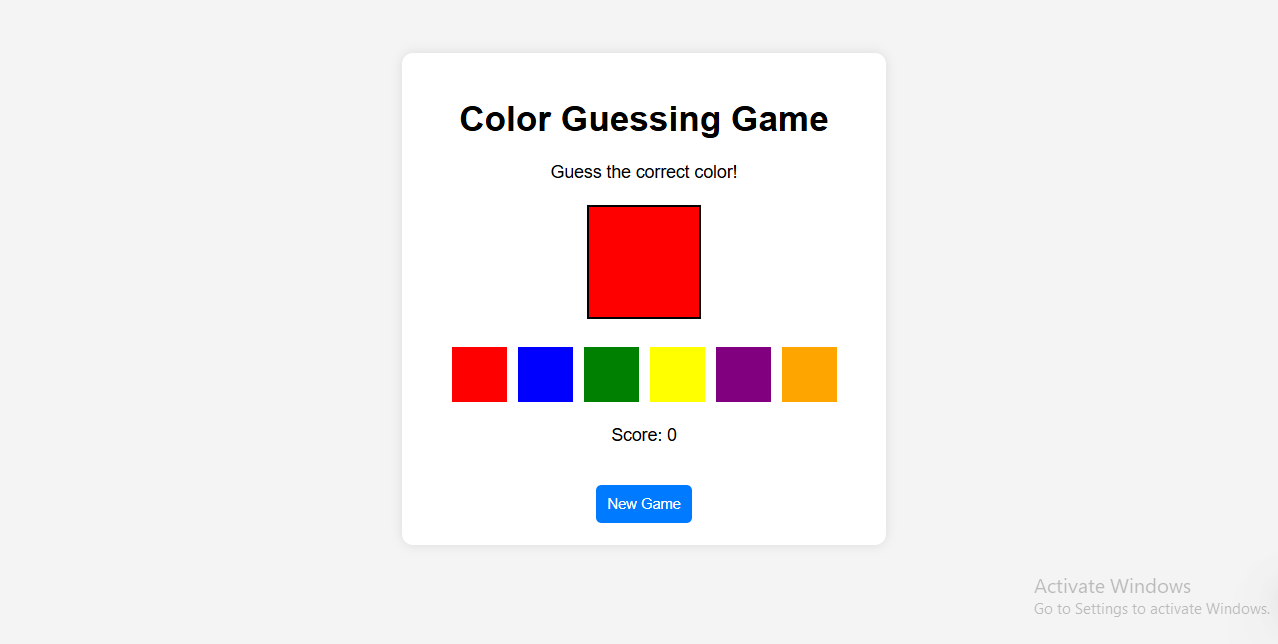 Color Guessing Game
Guess the correct color!
Score: 0
New Game
Activate Windows
Go to Settings to activate Windows.